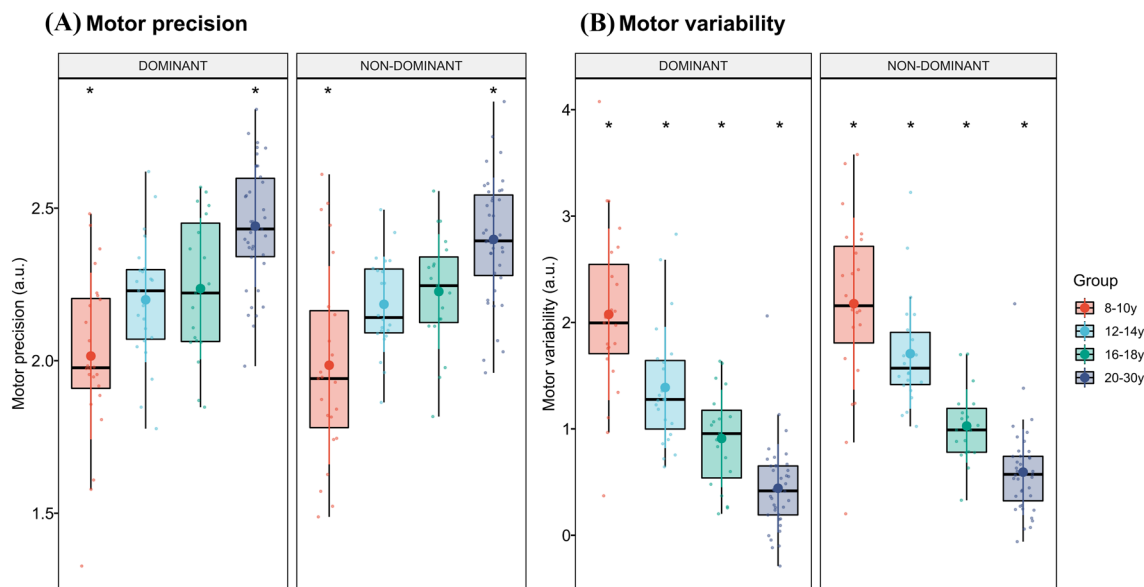 (A) Motor precision
DOMINANT
NON-DOMINANT
* * * *
Motor precision (a.u.)
2.5
2.0
1.5
(B) Motor variability
DOMINANT
NON-DOMINANT
* * * * * * * *
Motor variability (a.u.)
4
3
2
1
0
Group
8-10y
12-14y
16-18y
20-30y